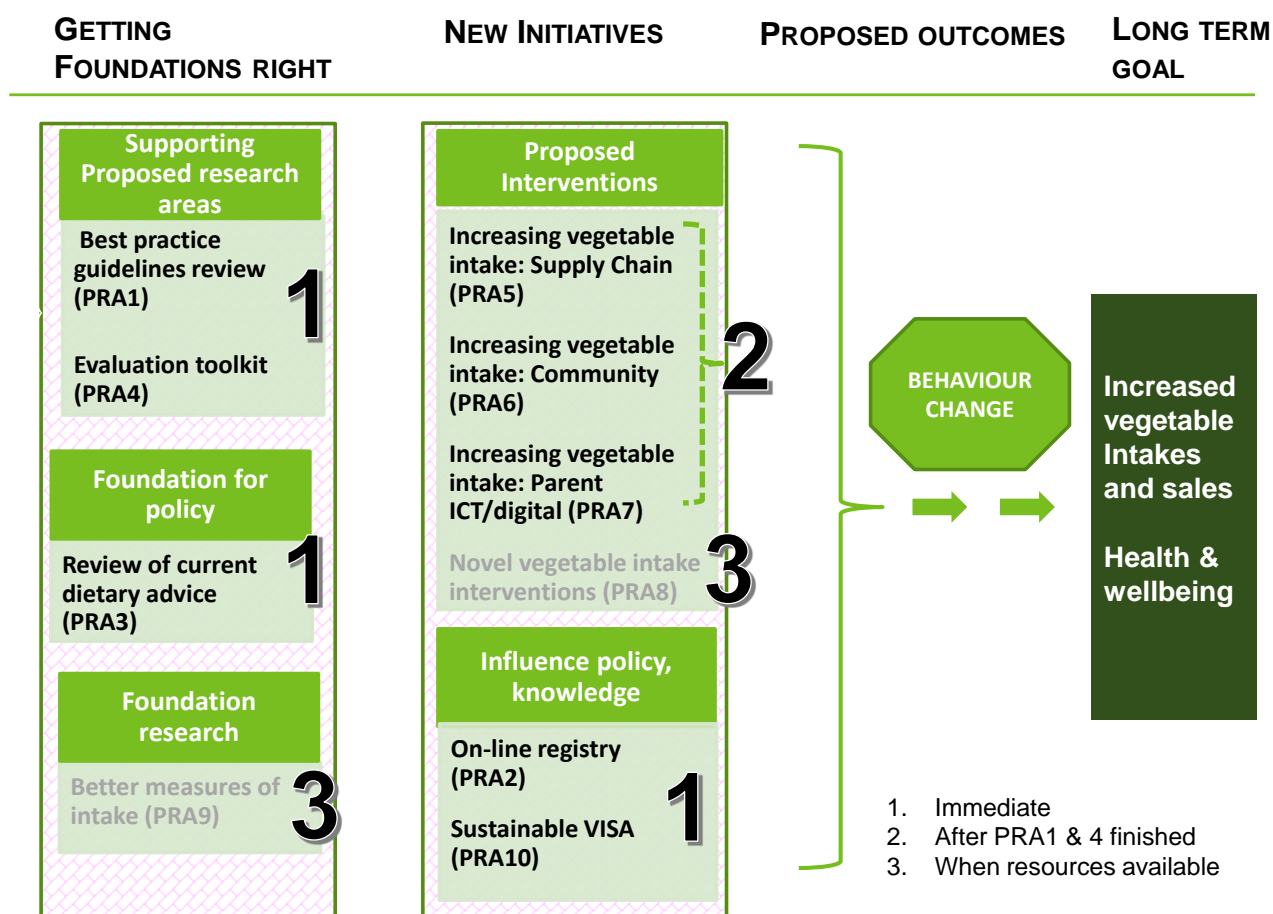 GETTING
FOUNDATIONS RIGHT
NEW INITIATIVES
PROPOSED OUTCOMES
LONG TERM
GOAL
Supporting
Proposed research
areas
Best practice
guidelines review
(PRA1)
Evaluation toolkit
(PRA4)
1
Foundation for
policy
Review of current
dietary advice
(PRA3)
1
Foundation
research
Better measures of
intake (PRA9)
3
Proposed
Interventions
Increasing vegetable
intake: Supply Chain
(PRA5)
Increasing vegetable
intake: Community
(PRA6)
Increasing vegetable
intake: Parent
ICT/digital (PRA7)
2
Novel vegetable intake
interventions (PRA8)
3
Influence policy,
knowledge
On-line registry
(PRA2)
Sustainable VISA
(PRA10)
1
BEHAVIOUR
CHANGE
Increased
vegetable
Intakes
and sales
Health &
wellbeing
1. Immediate
2. After PRA1 & 4 finished
3. When resources available